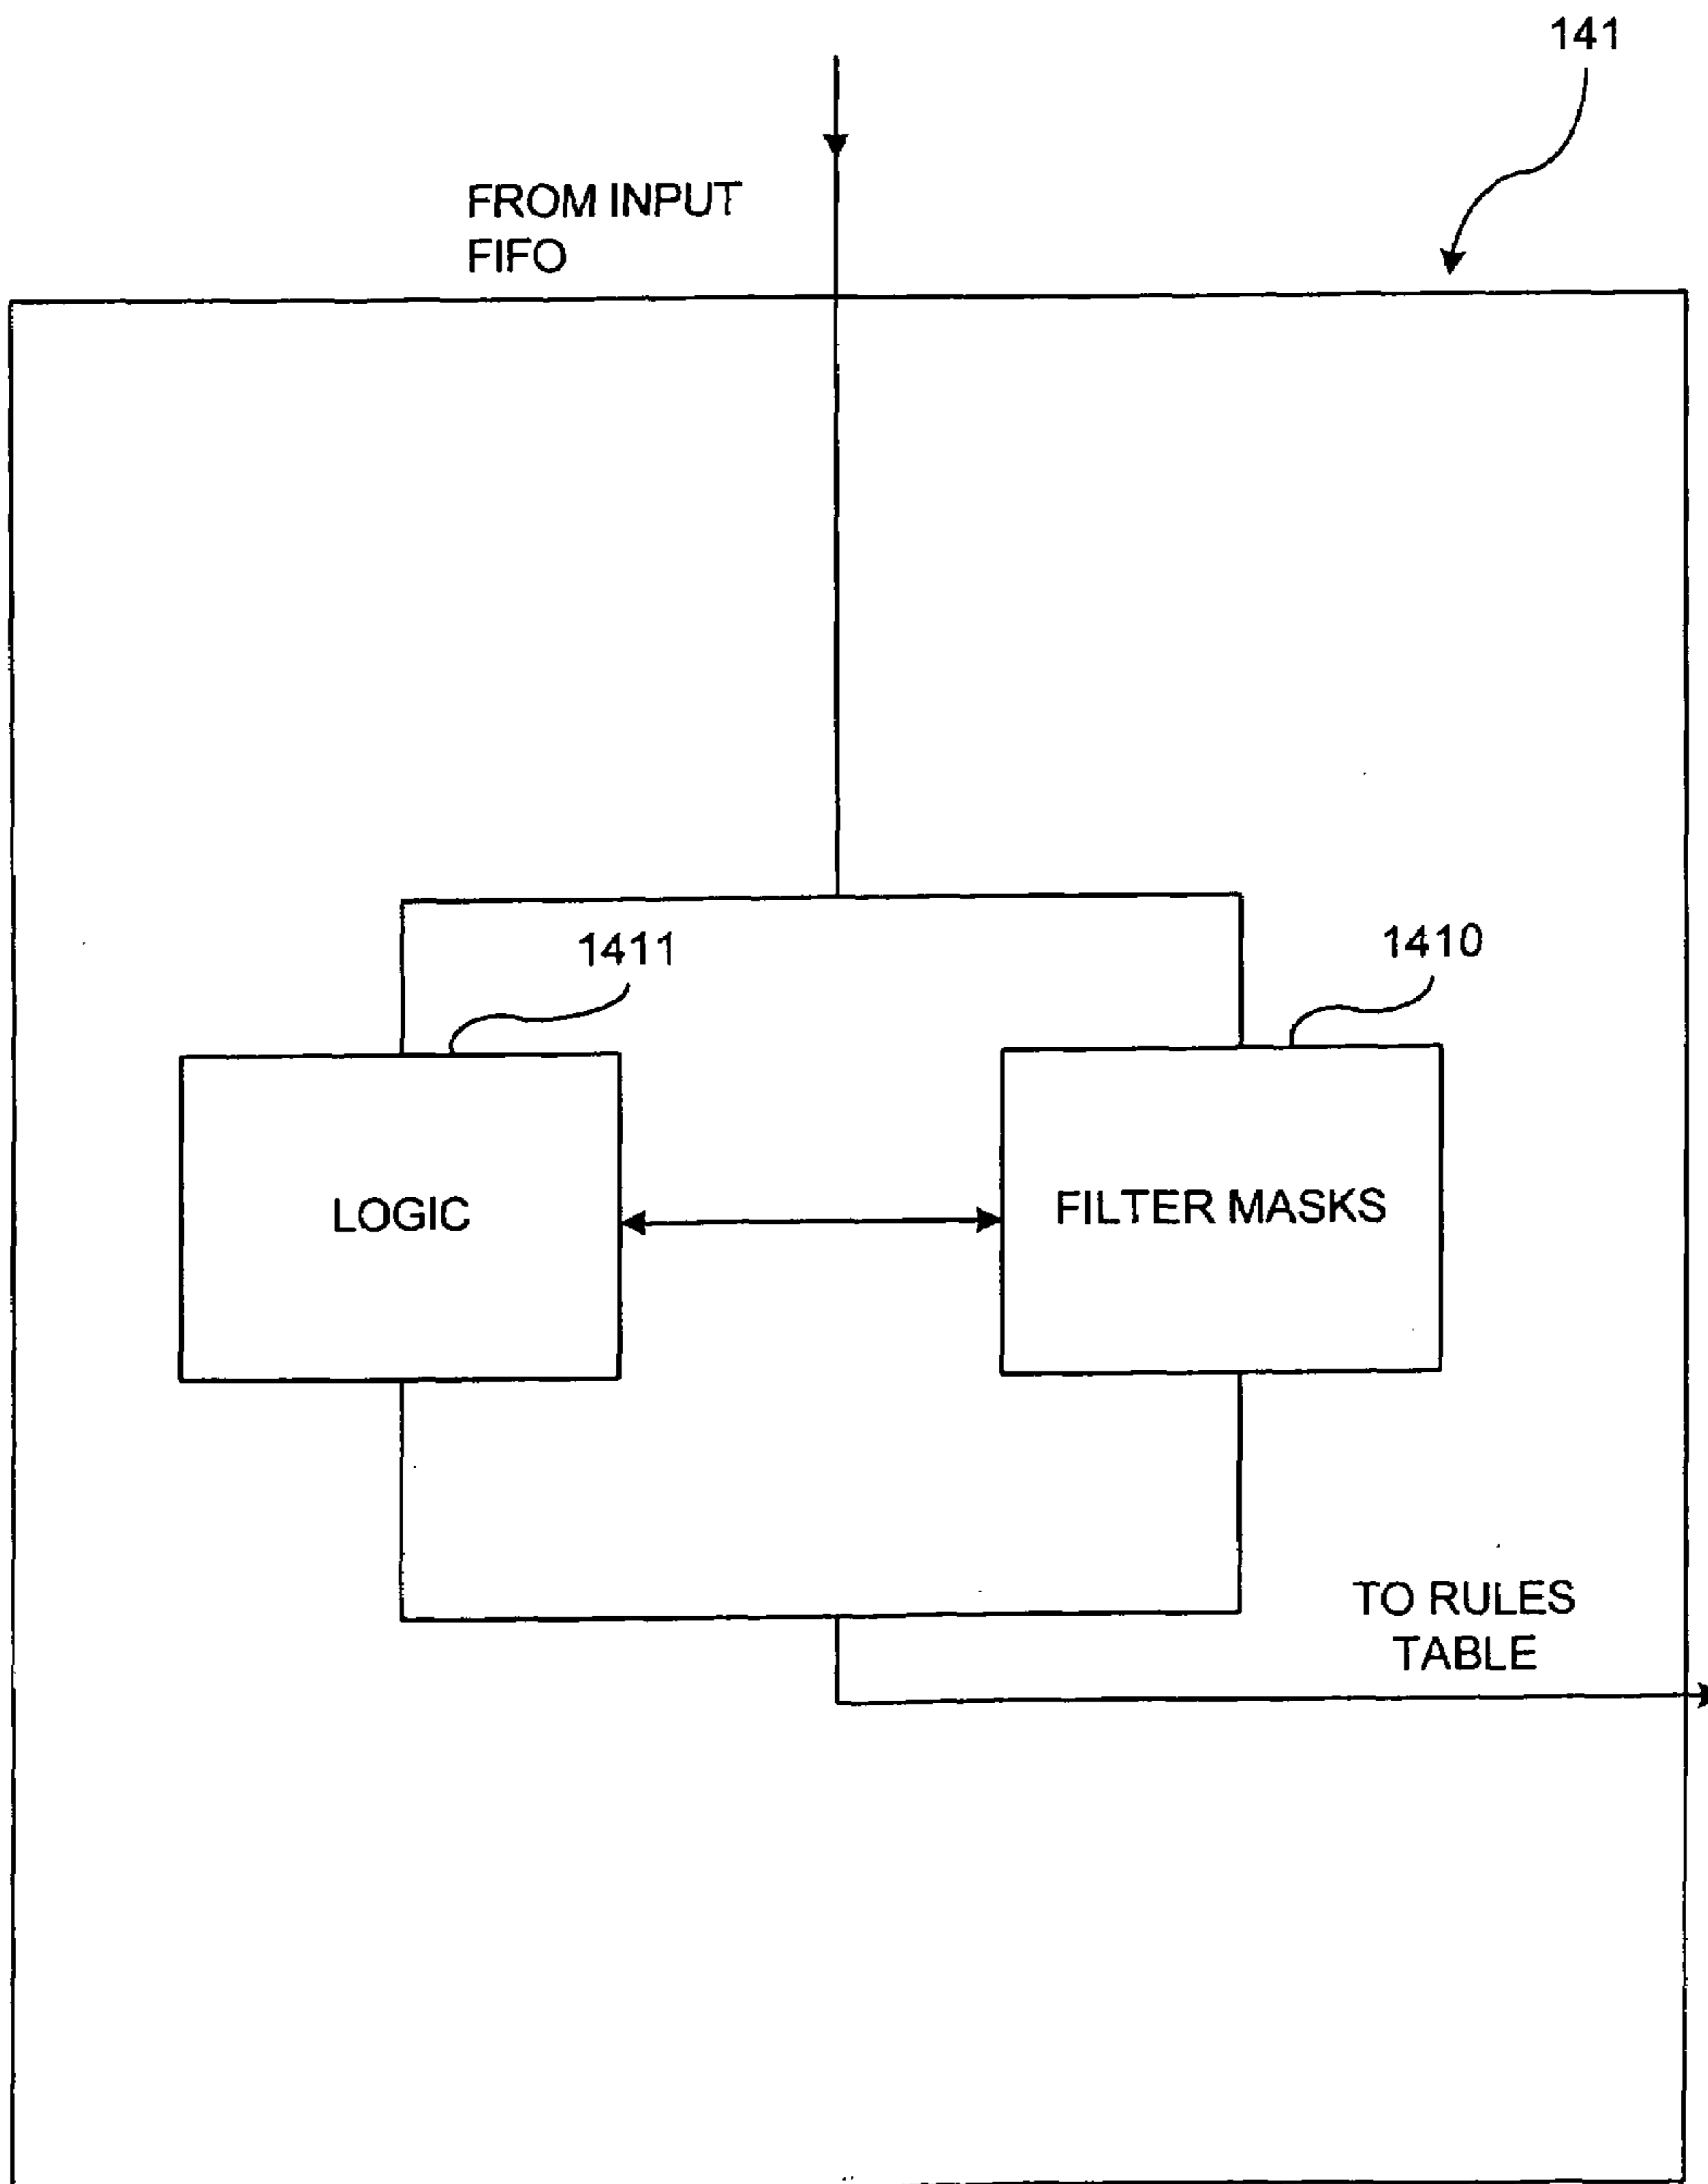 141
FROM INPUT
FIFO
1411
1410
LOGIC
FILTER MASKS
TO RULES
TABLE